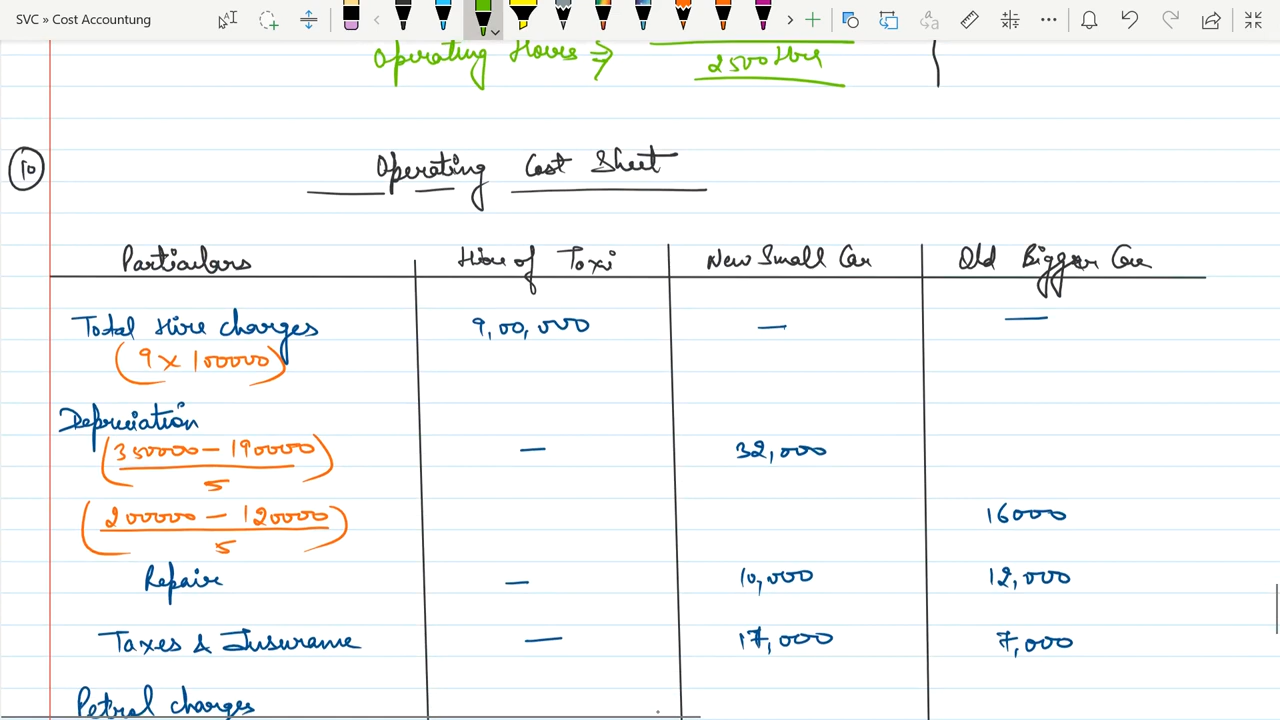 SVC » Cost Accountung
Operating Hours ⇒ 2500 Hrs
10 Operating Cost Sheet
Particulars Hire of Taxi New Small Car Old Bigger Car
Total Hire charges 9,00,000 — —
(9 x 100000)
Depreciation
(350000 - 190000) / 5 — 32,000
(200000 - 120000) / 5 16000
Repair — 10,000 12,000
Taxes & Insurance — 17,000 7,000
Petrol charges